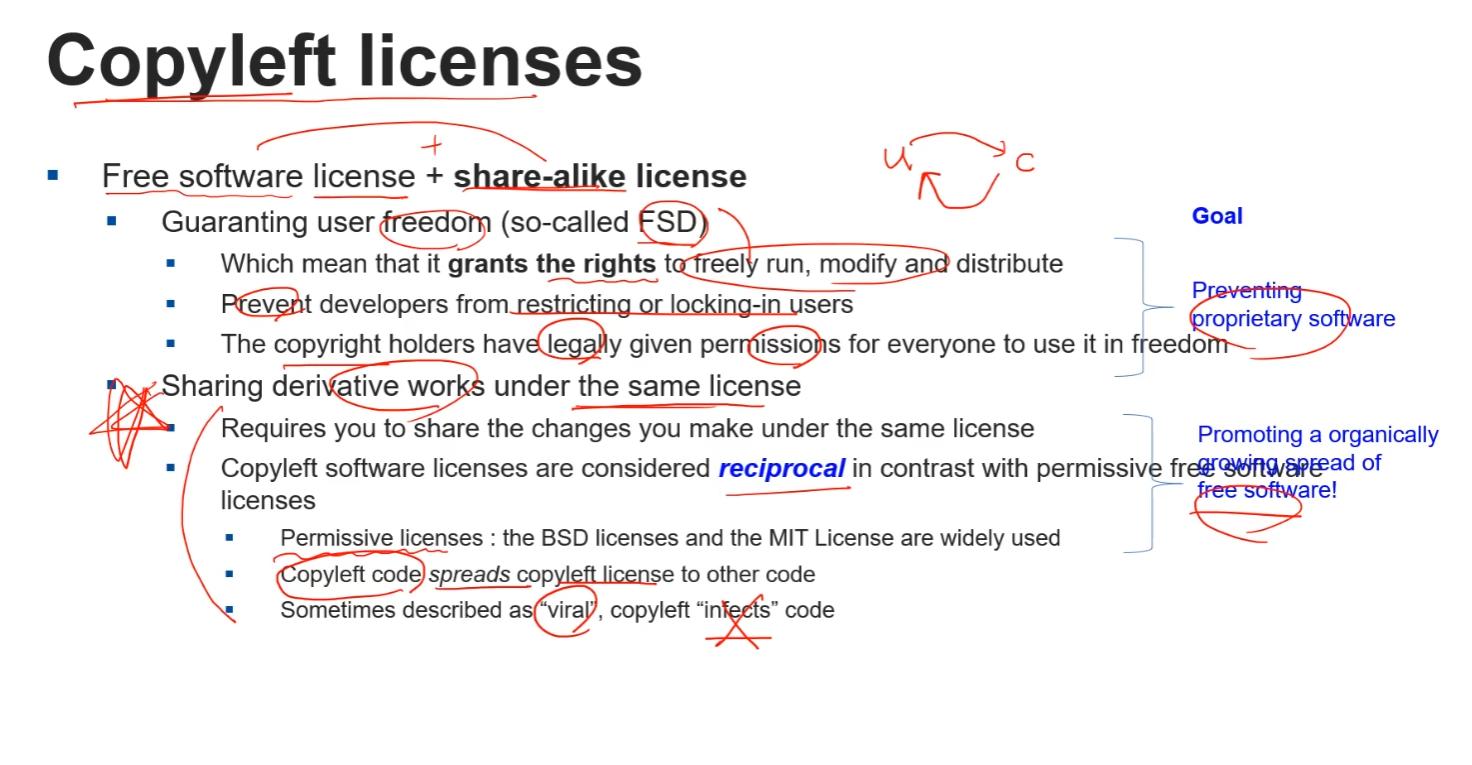 Copyleft licenses
+
U C
Free software license + share-alike license
Guaranting user freedom (so-called FSD)
Which mean that it grants the rights to freely run, modify and distribute
Prevent developers from restricting or locking-in users
The copyright holders have legally given permissions for everyone to use it in freedom
Goal
Preventing
proprietary software
Sharing derivative works under the same license
Requires you to share the changes you make under the same license
Copyleft software licenses are considered reciprocal in contrast with permissive free software
licenses
Permissive licenses : the BSD licenses and the MIT License are widely used
Copyleft code spreads copyleft license to other code
Sometimes described as “viral”, copyleft “infects” code
Promoting a organically
growing spread of
free software!